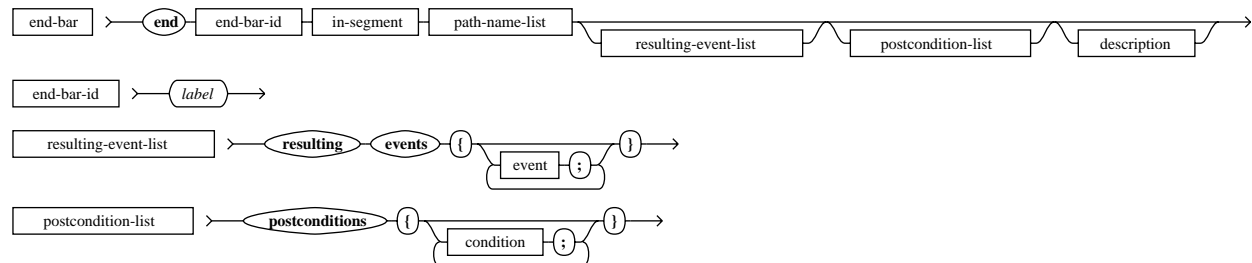 end-bar end end-bar-id in-segment path-name-list
resulting-event-list postcondition-list description
end-bar-id label
resulting-event-list resulting events { }
event ;
postcondition-list postconditions { }
condition ;